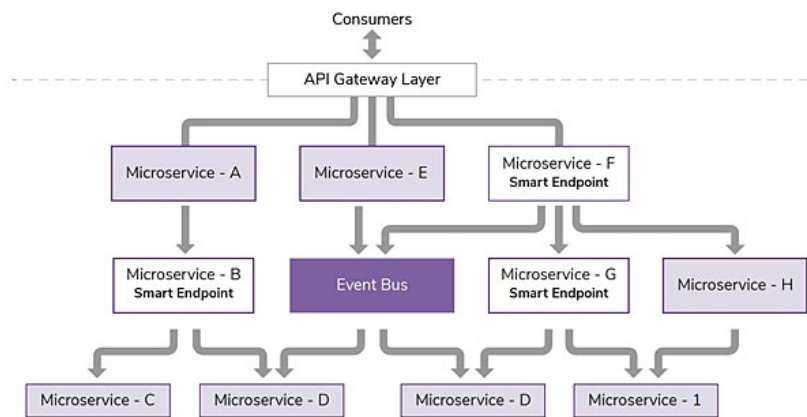 Consumers
API Gateway Layer
Microservice - A
Microservice - E
Microservice - F
Smart Endpoint
Microservice - B
Smart Endpoint
Event Bus
Microservice - G
Smart Endpoint
Microservice - H
Microservice - C
Microservice - D
Microservice - D
Microservice - 1